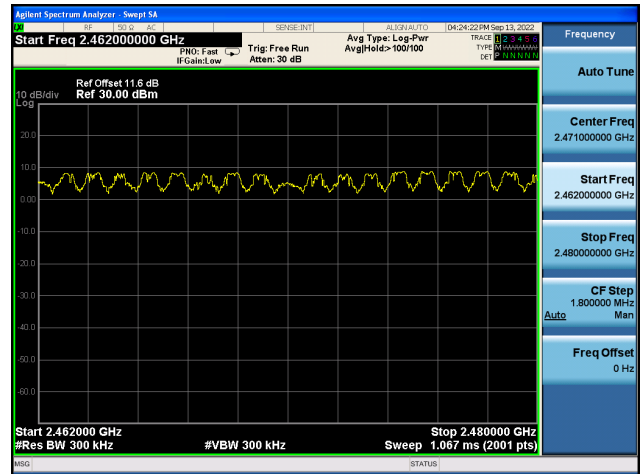 Agilent Spectrum Analyzer - Swept SA
RF 50 Ω AC SENSE:INT ALIGNAUTO 04:24:22 PM Sep 13, 2022
Start Freq 2.462000000 GHz
PNO: Fast
IFGain:Low
Trig: Free Run
Atten: 30 dB
Avg Type: Log-Pwr
Avg|Hold:>100/100
TRACE 1 2 3 4 5 6
TYPE M
DET P N N N N N
Ref Offset 11.6 dB
10 dB/div Ref 30.00 dBm
Log
20.0
10.0
0.00
-10.0
-20.0
-30.0
-40.0
-50.0
-60.0
Start 2.462000 GHz Stop 2.480000 GHz
#Res BW 300 kHz #VBW 300 kHz Sweep 1.067 ms (2001 pts)
MSG STATUS
Frequency
Auto Tune
Center Freq
2.471000000 GHz
Start Freq
2.462000000 GHz
Stop Freq
2.480000000 GHz
CF Step
1.800000 MHz
Auto Man
Freq Offset
0 Hz